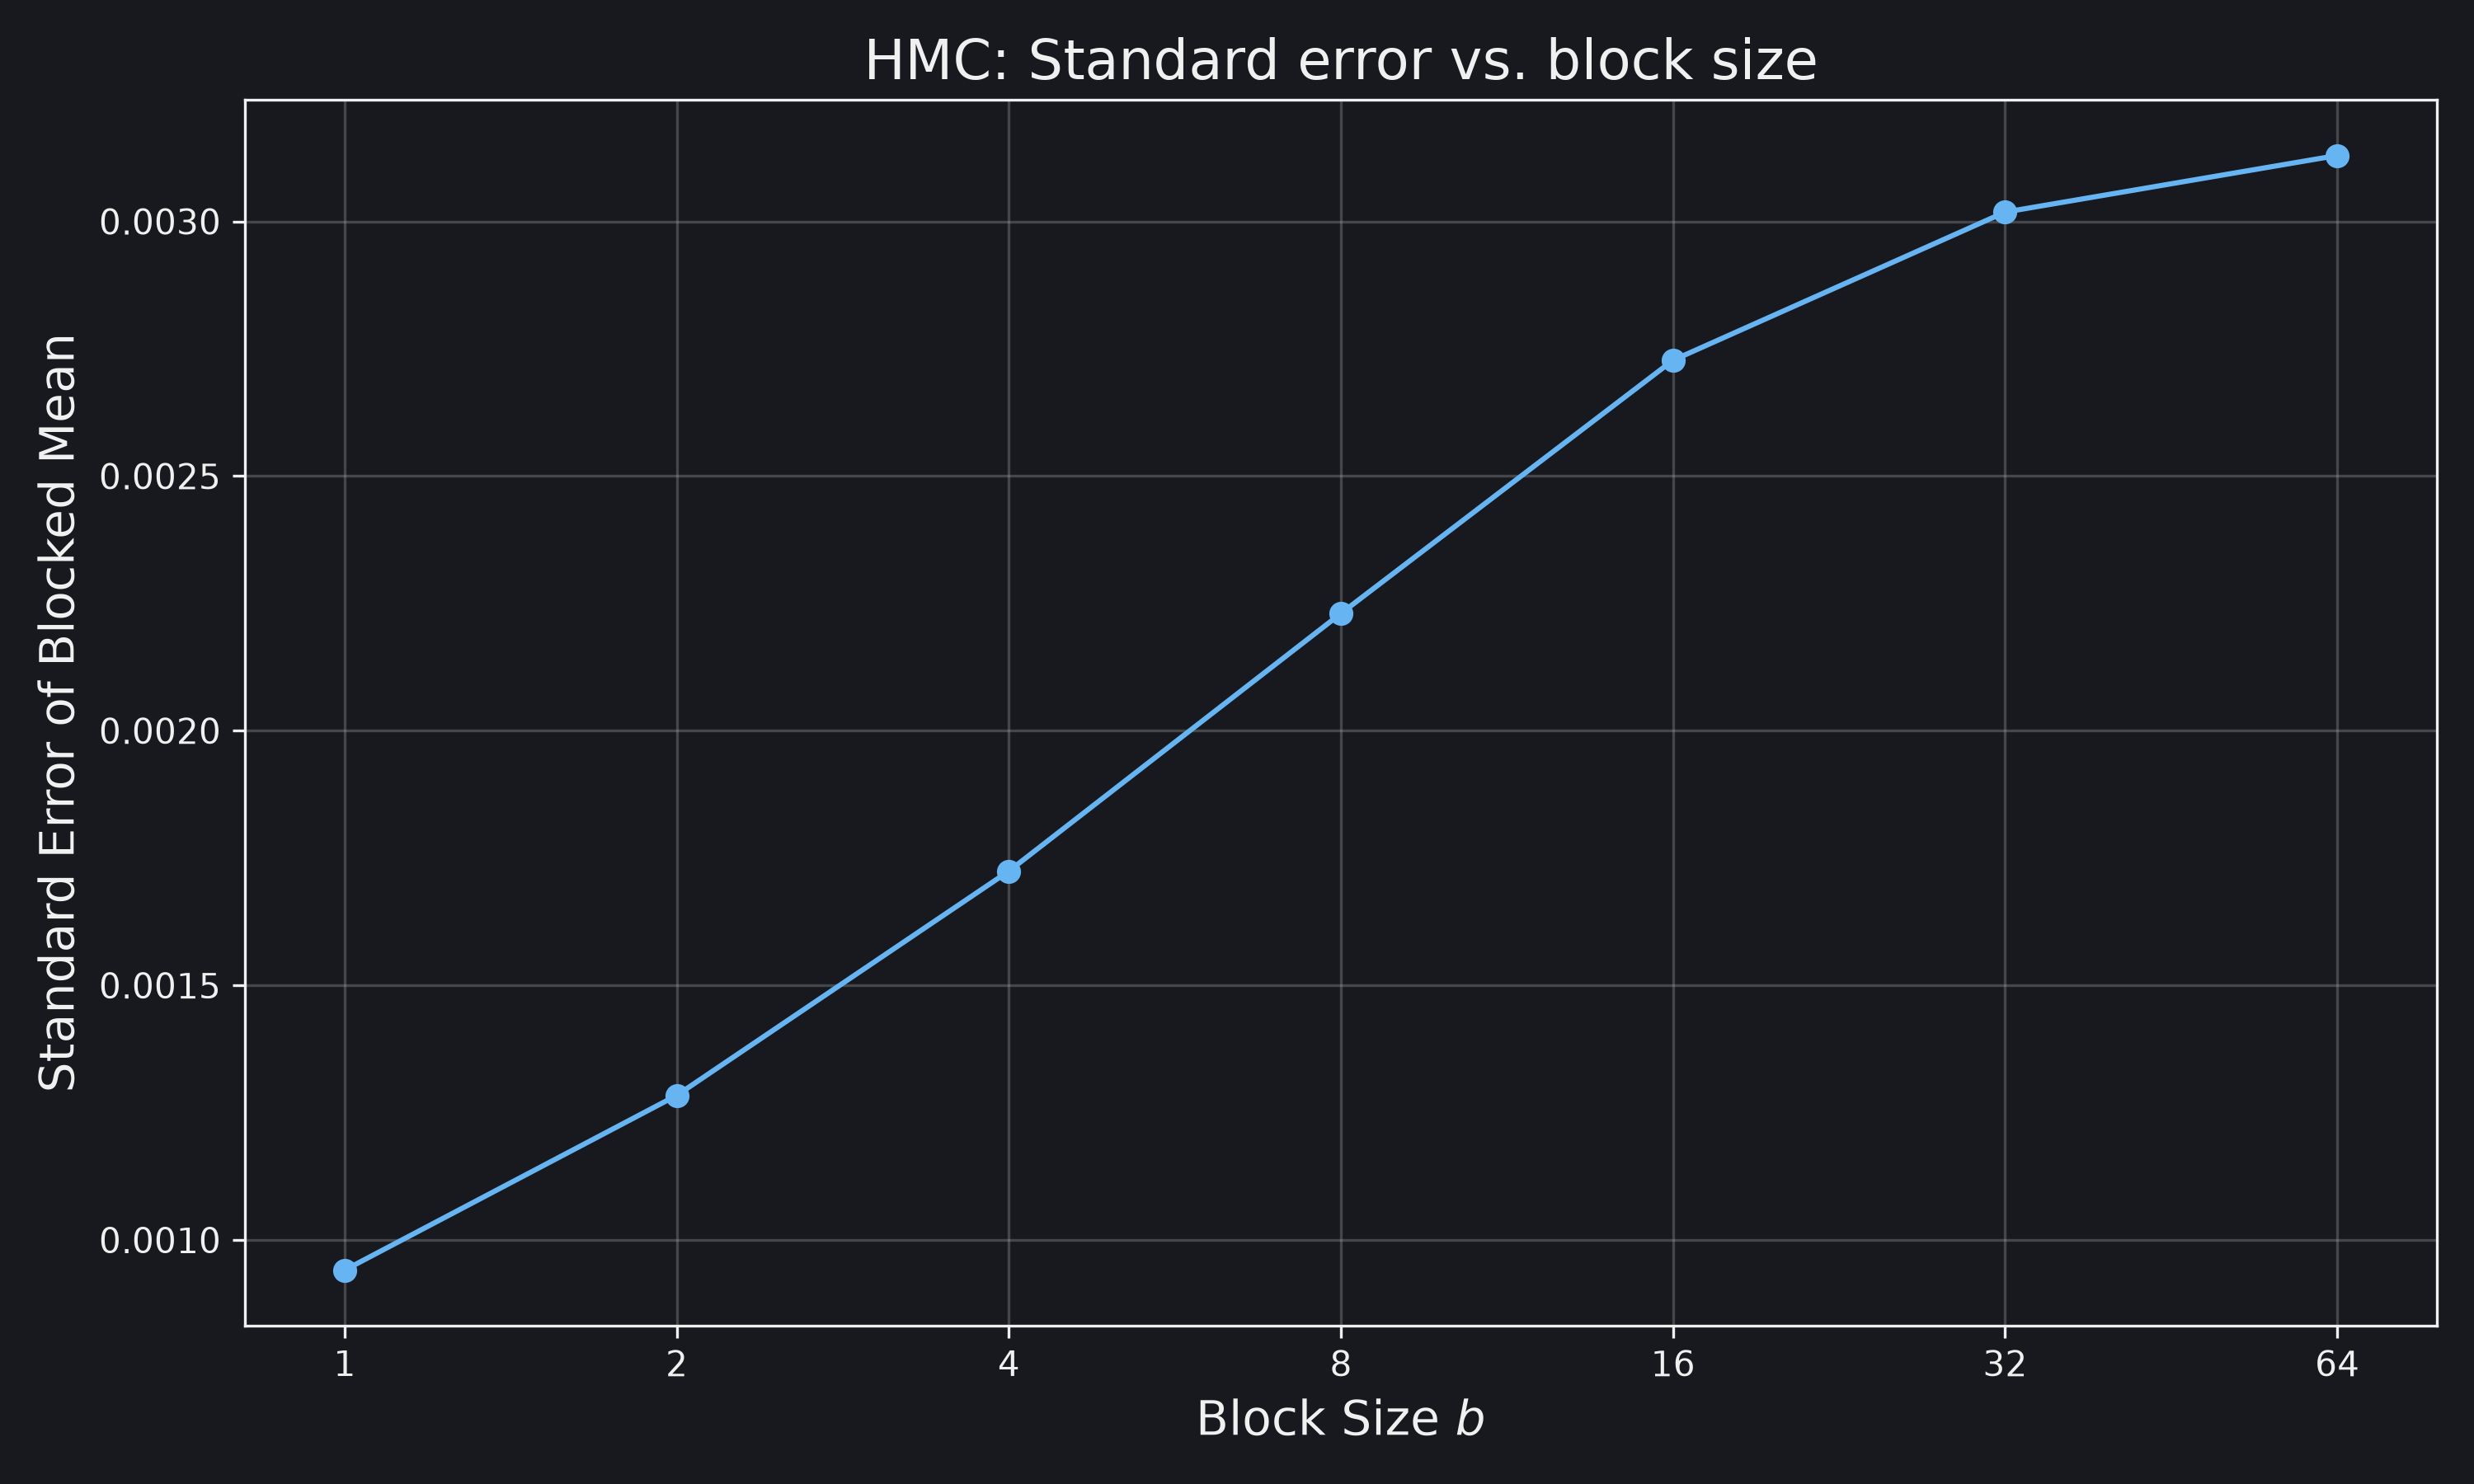 HMC: Standard error vs. block size
Standard Error of Blocked Mean
0.0030
0.0025
0.0020
0.0015
0.0010
1 2 4 8 16 32 64
Block Size b